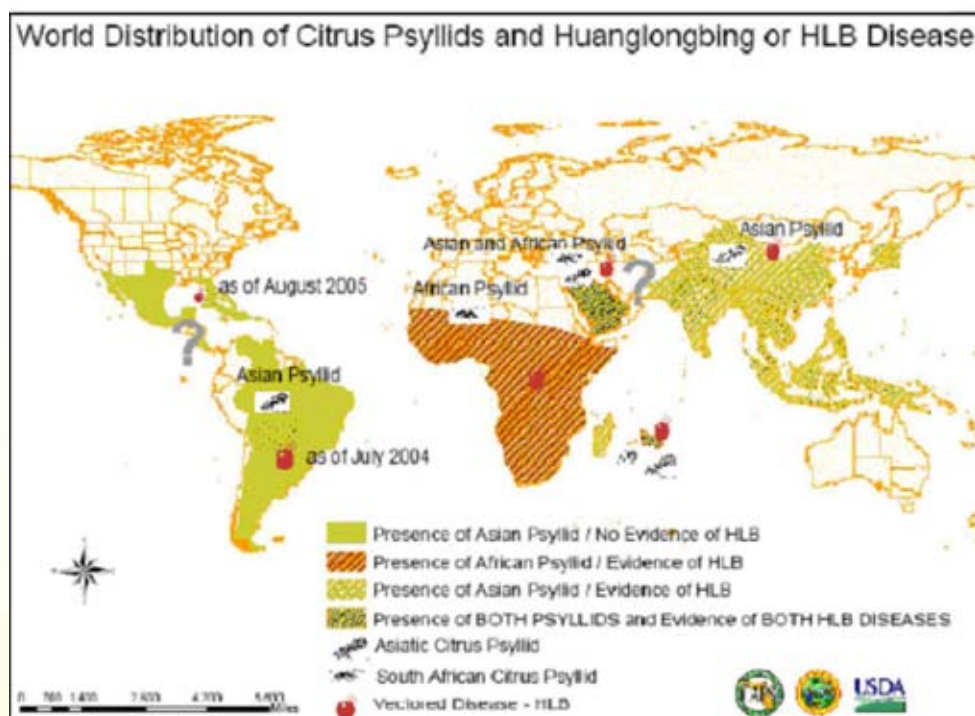 World Distribution of Citrus Psyllids and Huanglongbing or HLB Disease
Asian Psyllid
Asian and African Psyllid
?
as of August 2005
African Psyllid
?
Asian Psyllid
as of July 2004
Presence of Asian Psyllid / No Evidence of HLB
Presence of African Psyllid / Evidence of HLB
Presence of Asian Psyllid / Evidence of HLB
Presence of BOTH PSYLLIDS and Evidence of BOTH HLB DISEASES
Asiatic Citrus Psyllid
South African Citrus Psyllid
Vectored Disease - HLB
0
Miles
USDA